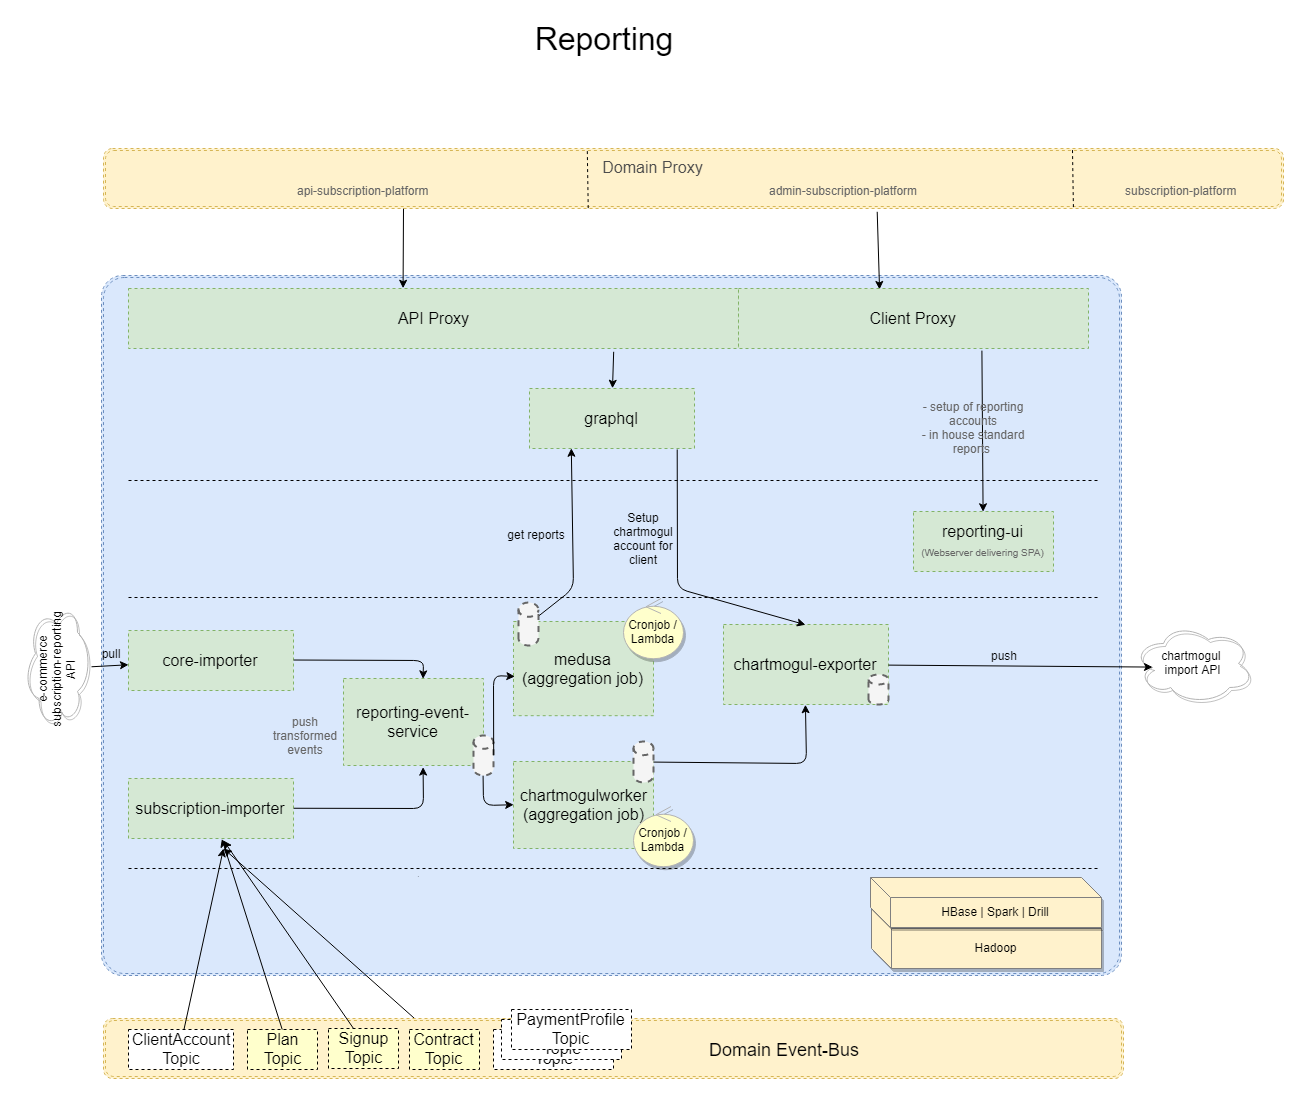 Reporting
Domain Proxy
api-subscription-platform
admin-subscription-platform
subscription-platform
API Proxy
Client Proxy
graphql
- setup of reporting
accounts
- in house standard
reports
get reports
Setup
chartmogul
account for
client
reporting-ui
(Webserver delivering SPA)
e-commerce
subscription-reporting
API
pull
core-importer
medusa
(aggregation job)
Cronjob /
Lambda
chartmogul-exporter
push
chartmogul
import API
reporting-event-
service
push
transformed
events
subscription-importer
chartmogulworker
(aggregation job)
Cronjob /
Lambda
HBase | Spark | Drill
Hadoop
ClientAccount
Topic
Plan
Topic
Signup
Topic
Contract
Topic
PaymentProfile
Topic
Topic
Topic
Domain Event-Bus